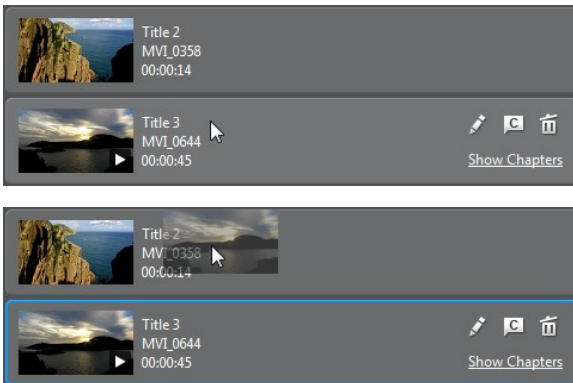 Title 2
MVI_0358
00:00:14
Title 3
MVI_0644
00:00:45
C
Show Chapters
Title 2
MVI_0358
00:00:14
Title 3
MVI_0644
00:00:45
C
Show Chapters